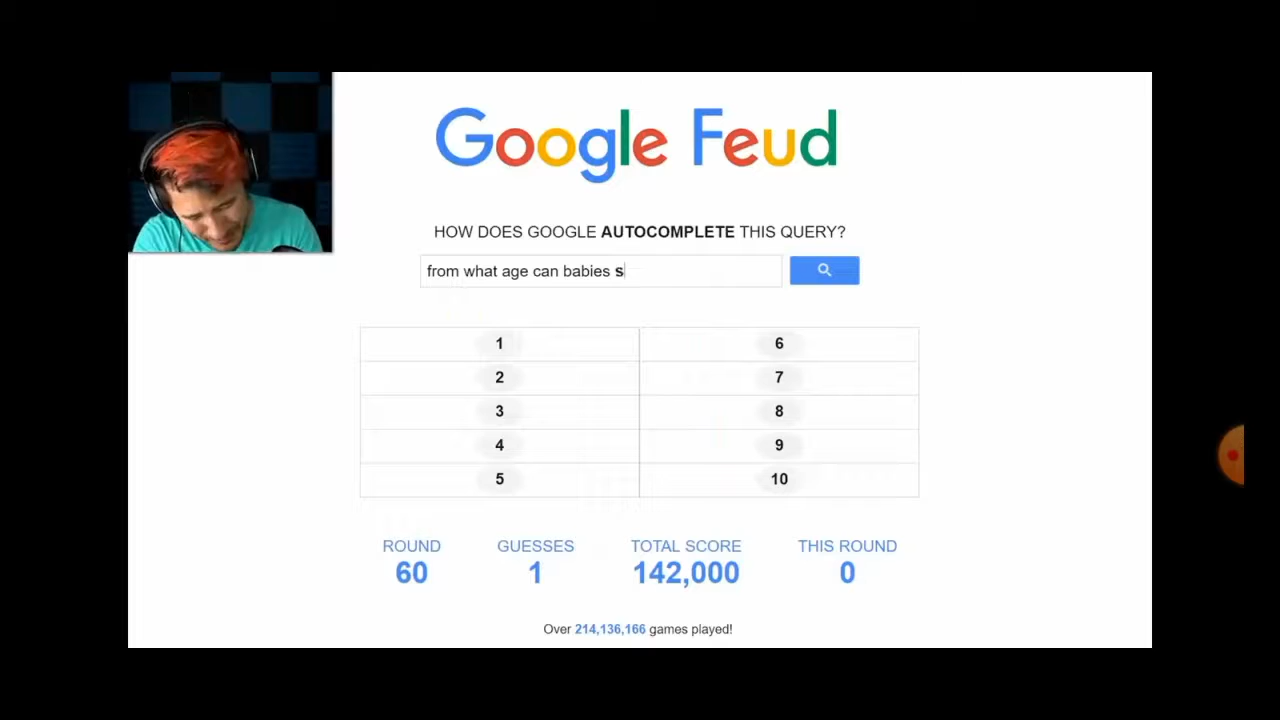 Google Feud
HOW DOES GOOGLE AUTOCOMPLETE THIS QUERY?
from what age can babies s
1 6
2 7
3 8
4 9
5 10
ROUND GUESSES TOTAL SCORE THIS ROUND
60 1 142,000 0
Over 214,136,166 games played!